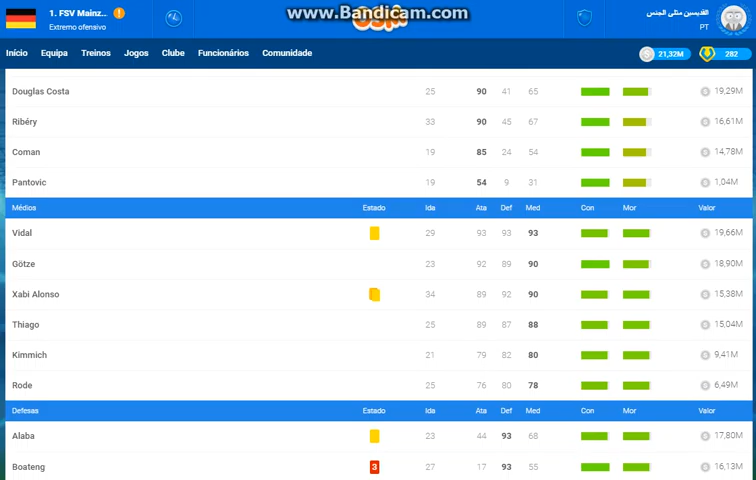 www.Bandicam.com
1. FSV Mainz...
Extremo ofensivo
القديسين متلى الجنس
PT
Início Equipa Treinos Jogos Clube Funcionários Comunidade
21,32M 282
Douglas Costa 25 90 41 65 19,29M
Ribéry 33 90 45 67 16,61M
Coman 19 85 24 54 14,78M
Pantovic 19 54 9 31 1,04M
Médios Estado Ida Ata Def Med Con Mor Valor
Vidal 29 93 93 93 19,66M
Götze 23 92 89 90 18,90M
Xabi Alonso 34 89 92 90 15,38M
Thiago 25 89 87 88 15,04M
Kimmich 21 79 82 80 9,41M
Rode 25 76 80 78 6,49M
Defesas Estado Ida Ata Def Med Con Mor Valor
Alaba 23 44 93 68 17,80M
Boateng 3 27 17 93 55 16,13M